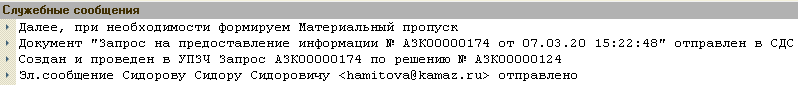 Служебные сообщения
Далее, при необходимости формируем Материальный пропуск
Документ "Запрос на предоставление информации № АЗК00000174 от 07.03.20 15:22:48" отправлен в СДС
Создан и проведен в УПЗЧ Запрос АЗК00000174 по решению № АЗК00000124
Эл.сообщение Сидорову Сидору Сидоровичу <hamitova@kamaz.ru> отправлено